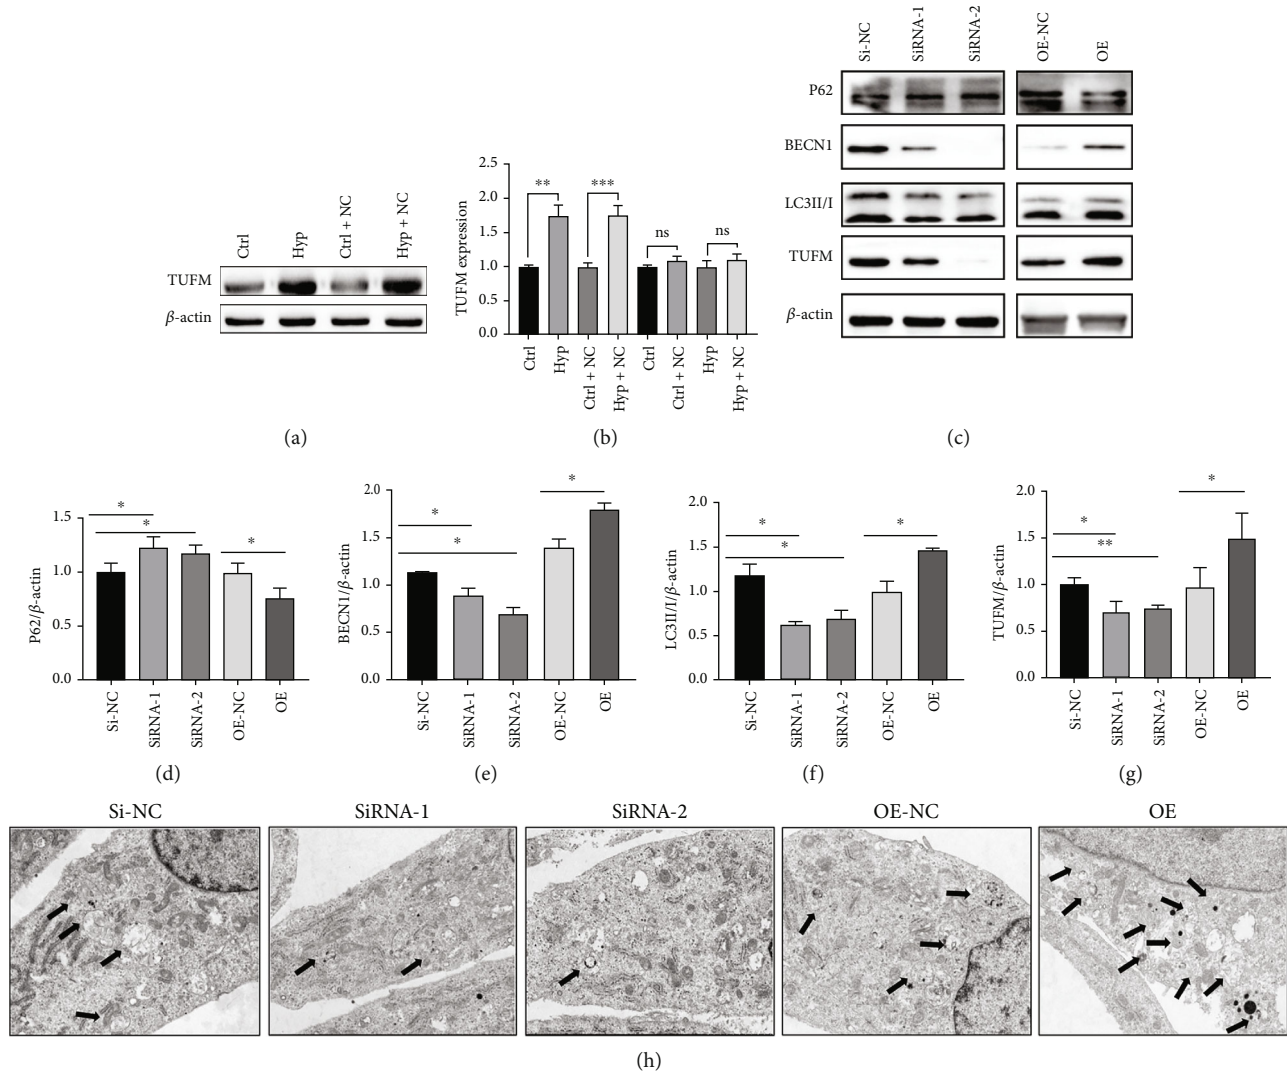 Ctrl
Hyp
Ctrl + NC
Hyp + NC
TUFM
β-actin
(a)
TUFM expression
2.5
2.0
1.5
1.0
0.5
0.0
**
***
ns
ns
Ctrl
Hyp
Ctrl + NC
Hyp + NC
Ctrl
Ctrl + NC
Hyp
Hyp + NC
(b)
Si-NC
SiRNA-1
SiRNA-2
OE-NC
OE
P62
BECN1
LC3II/I
TUFM
β-actin
(c)
P62/β-actin
1.5
1.0
0.5
0.0
*
*
*
Si-NC
SiRNA-1
SiRNA-2
OE-NC
OE
(d)
BECN1/β-actin
2.0
1.5
1.0
0.5
0.0
*
*
*
Si-NC
SiRNA-1
SiRNA-2
OE-NC
OE
(e)
LC3II/I/β-actin
2.0
1.5
1.0
0.5
0.0
*
*
*
Si-NC
SiRNA-1
SiRNA-2
OE-NC
OE
(f)
TUFM/β-actin
2.0
1.5
1.0
0.5
0.0
*
**
*
Si-NC
SiRNA-1
SiRNA-2
OE-NC
OE
(g)
Si-NC
SiRNA-1
SiRNA-2
OE-NC
OE
(h)